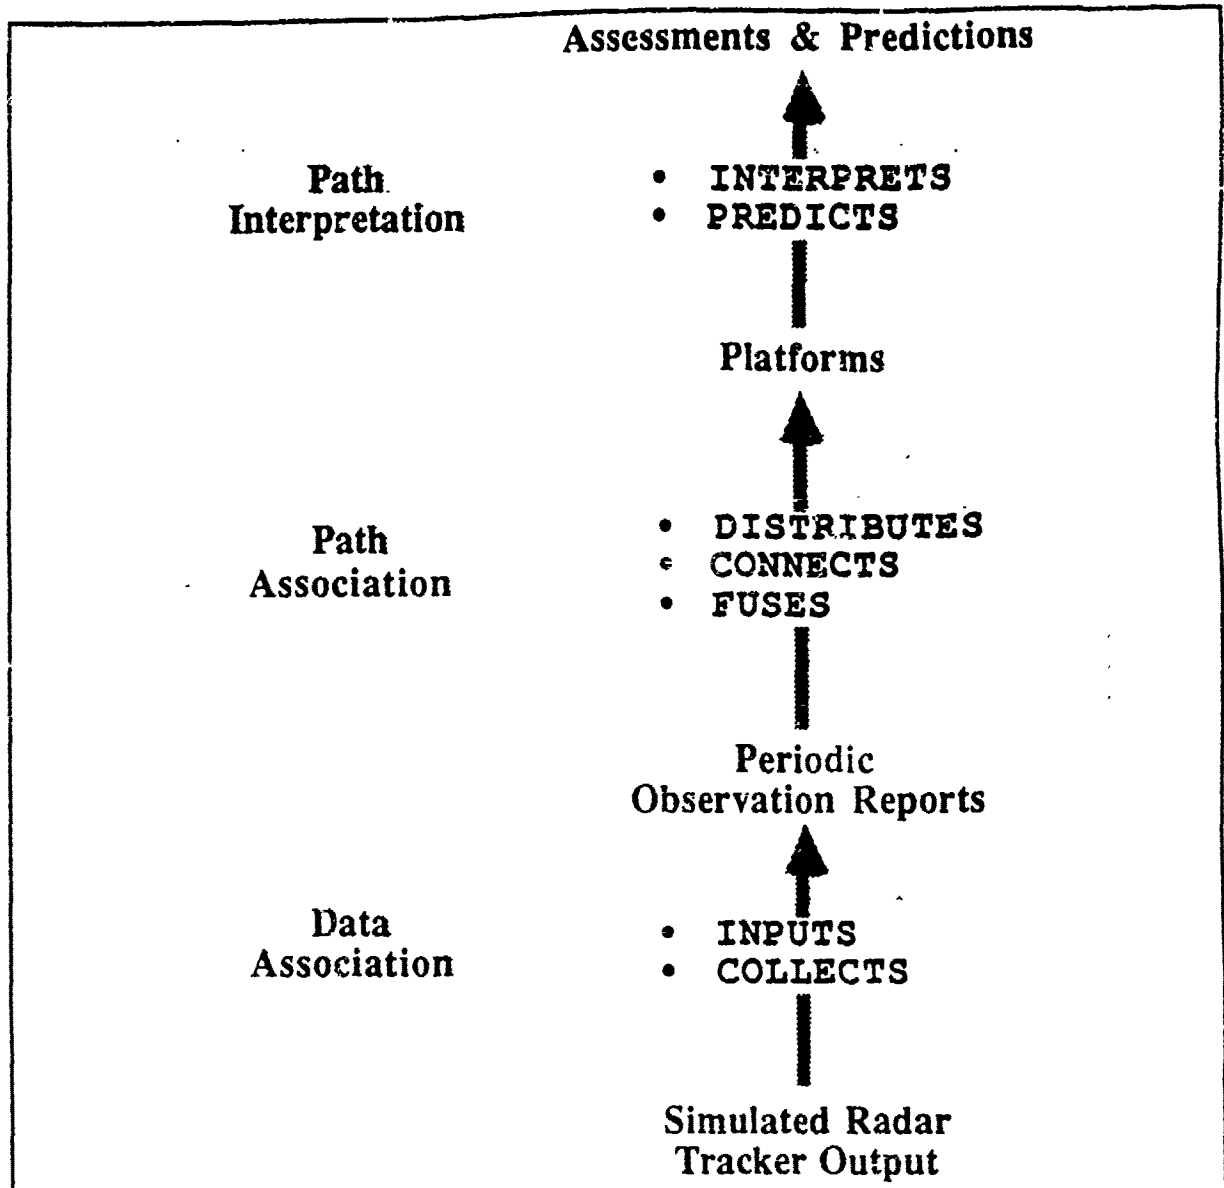 Assessments & Predictions
Path
Interpretation
• INTERPRETS
• PREDICTS
Platforms
Path
Association
• DISTRIBUTES
• CONNECTS
• FUSES
Periodic
Observation Reports
Data
Association
• INPUTS
• COLLECTS
Simulated Radar
Tracker Output